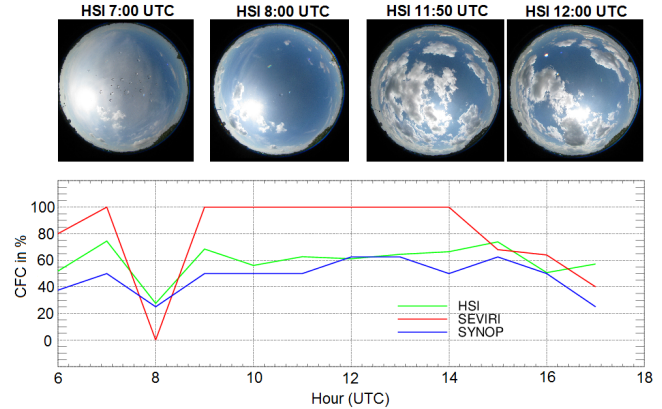 HSI 7:00 UTC HSI 8:00 UTC HSI 11:50 UTC HSI 12:00 UTC
100
80
60
40
20
0
CFC in %
HSI
SEVIRI
SYNOP
6 8 10 12 14 16 18
Hour (UTC)